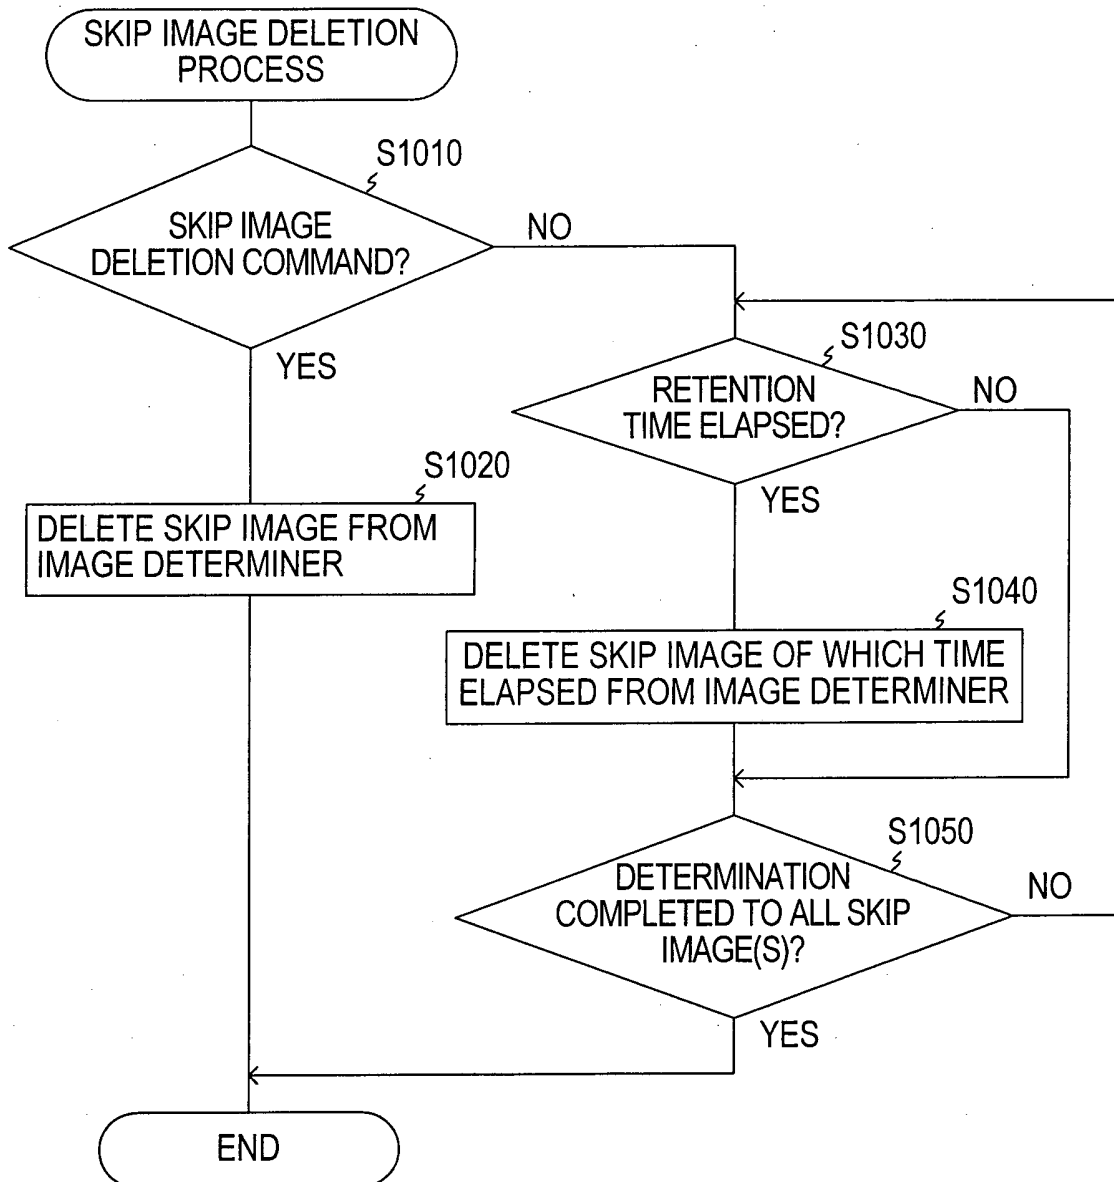 SKIP IMAGE DELETION
PROCESS
S1010
SKIP IMAGE
DELETION COMMAND?
NO
YES
S1030
RETENTION
TIME ELAPSED?
NO
YES
S1020
DELETE SKIP IMAGE FROM
IMAGE DETERMINER
S1040
DELETE SKIP IMAGE OF WHICH TIME
ELAPSED FROM IMAGE DETERMINER
S1050
DETERMINATION
COMPLETED TO ALL SKIP
IMAGE(S)?
NO
YES
END